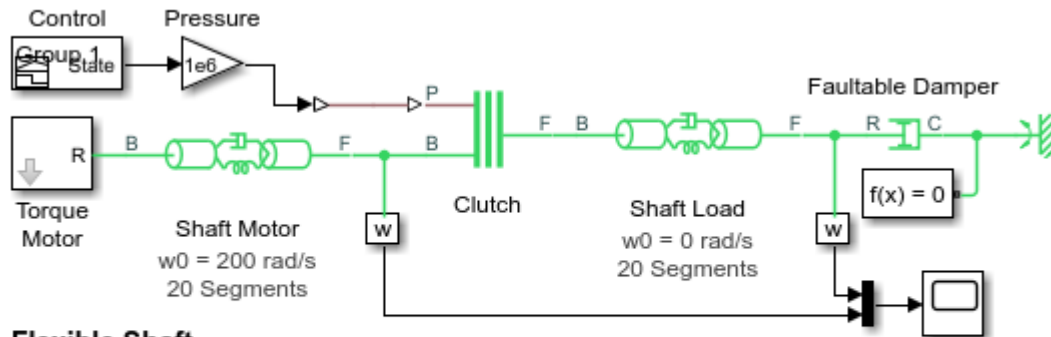 Control
Pressure
Group 1
State
1e6
P
Faultable Damper
R
B
F
B
F
B
F
R
C
f(x) = 0
Torque
Motor
Shaft Motor
w0 = 200 rad/s
20 Segments
w
Clutch
Shaft Load
w0 = 0 rad/s
20 Segments
w
Flexible Shaft